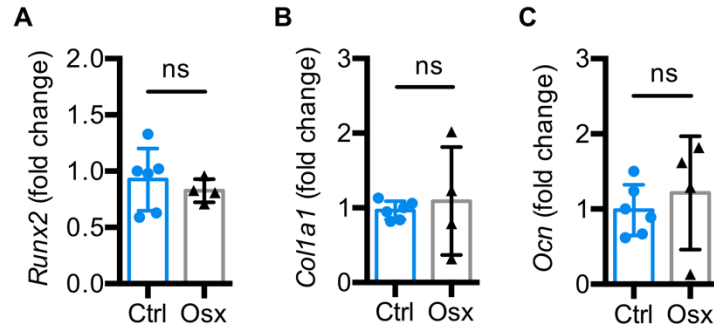 A
Runx2 (fold change)
2.0
1.5
1.0
0.5
0.0
ns
Ctrl Osx
B
Col1a1 (fold change)
3
2
1
0
ns
Ctrl Osx
C
Ocn (fold change)
3
2
1
0
ns
Ctrl Osx